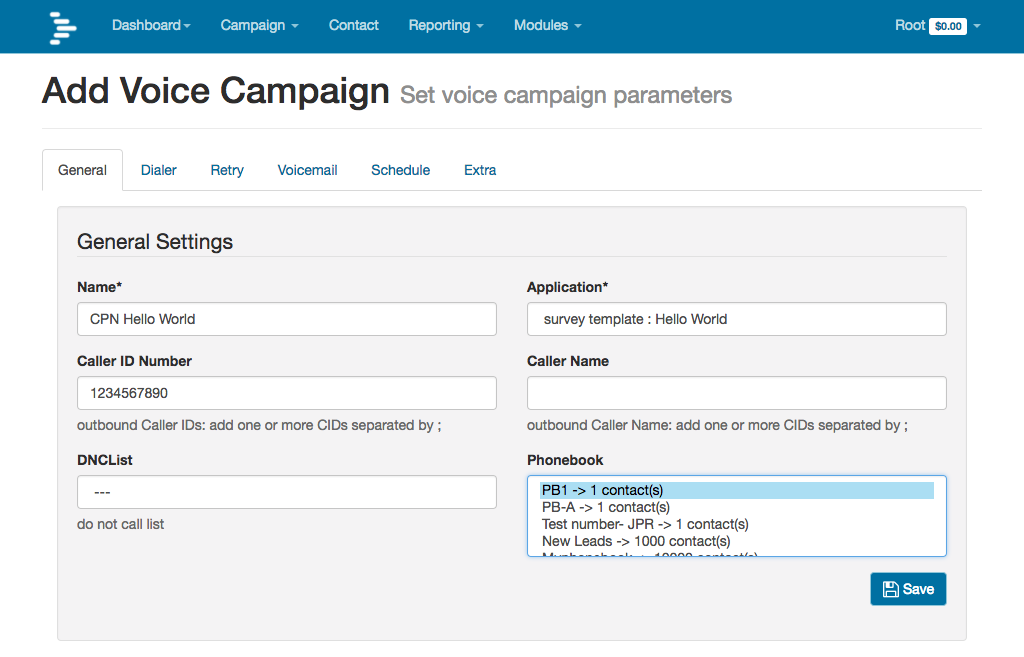 Dashboard Campaign Contact Reporting Modules Root $0.00
Add Voice Campaign Set voice campaign parameters
General Dialer Retry Voicemail Schedule Extra
General Settings
Name* Application*
CPN Hello World survey template : Hello World
Caller ID Number Caller Name
1234567890
outbound Caller IDs: add one or more CIDs separated by ; outbound Caller Name: add one or more CIDs separated by ;
DNCList Phonebook
--- PB1 -> 1 contact(s)
PB-A -> 1 contact(s)
do not call list Test number- JPR -> 1 contact(s)
New Leads -> 1000 contact(s)
Save